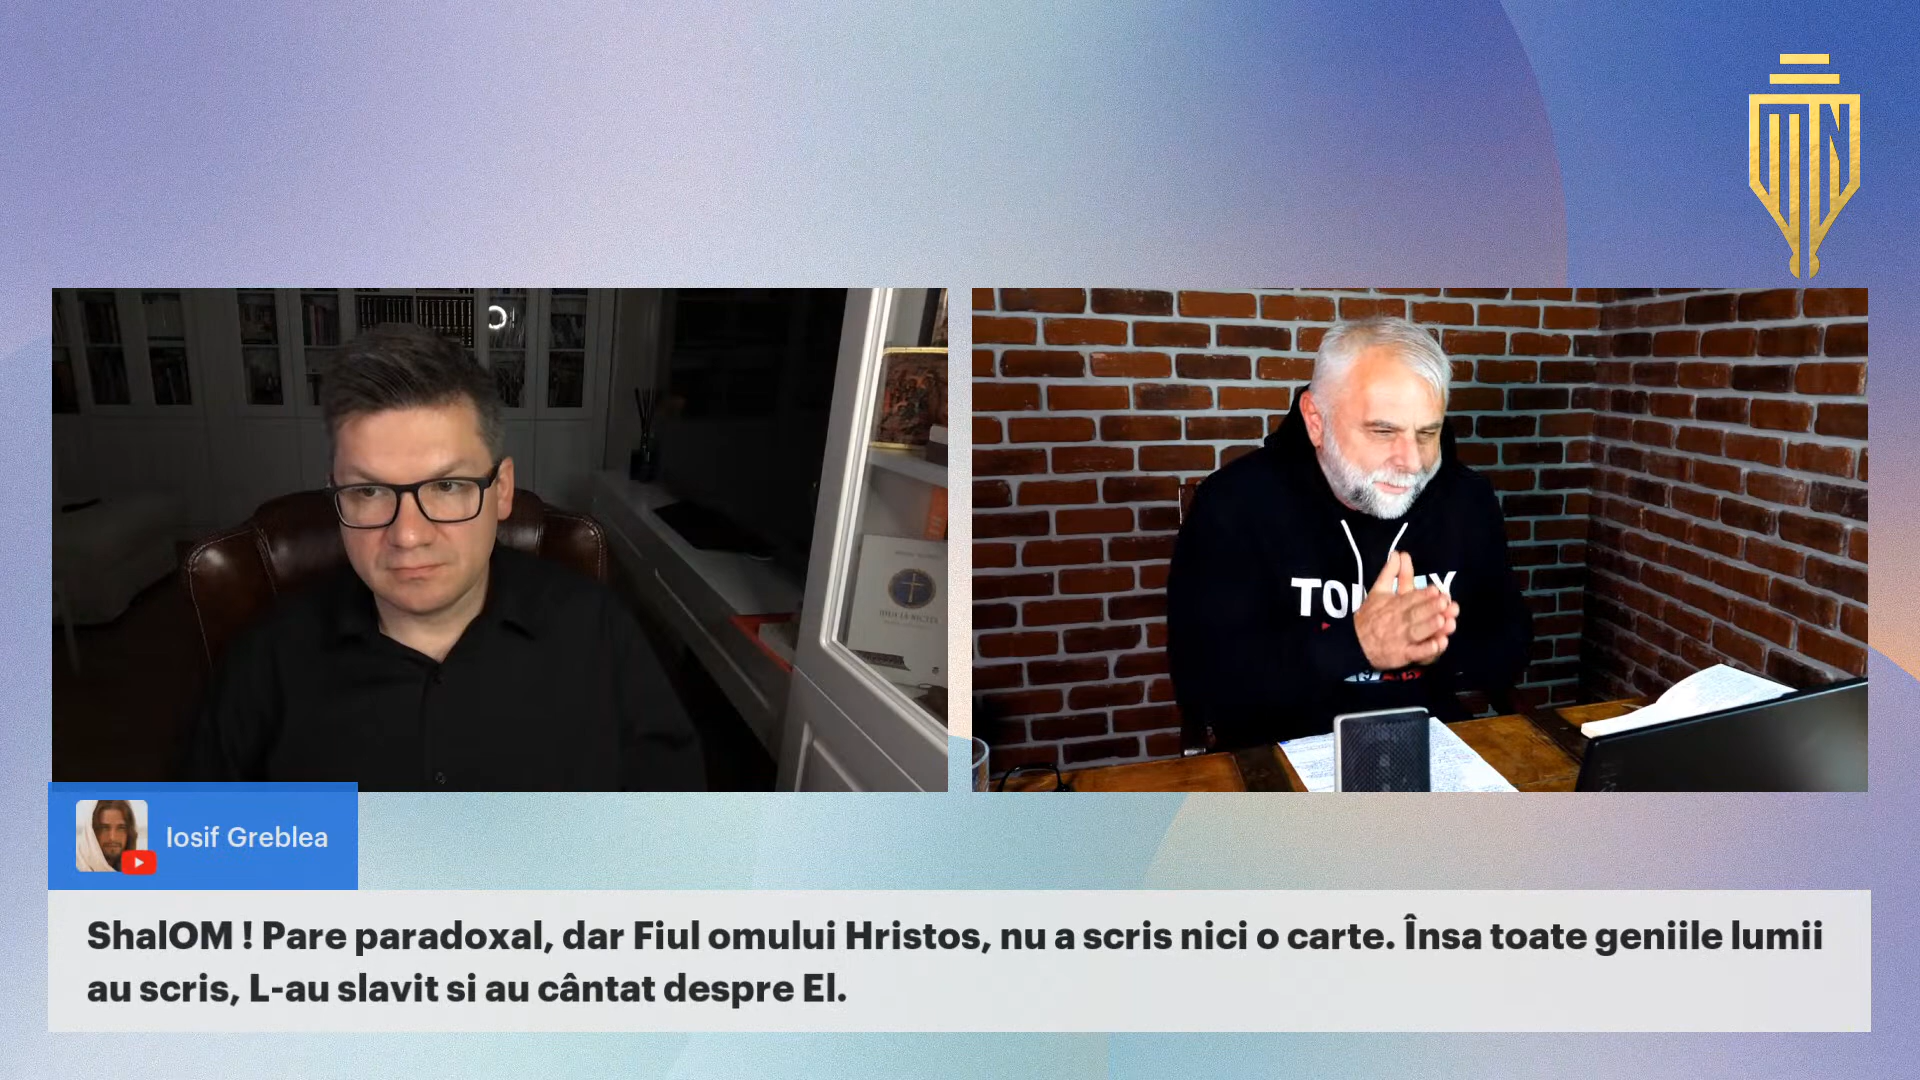 Iosif Greblea
ShalOM ! Pare paradoxal, dar Fiul omului Hristos, nu a scris nici o carte. Însa toate geniile lumii
au scris, L-au slavit si au cântat despre El.